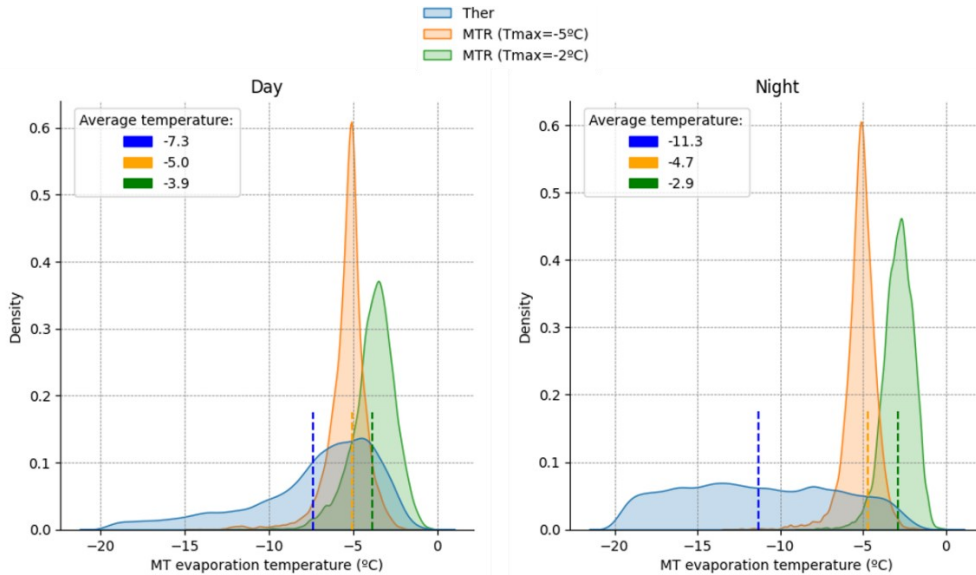 Ther
MTR (Tmax=-5ºC)
MTR (Tmax=-2ºC)
Day
Average temperature:
-7.3
-5.0
-3.9
0.6
0.5
0.4
0.3
0.2
0.1
0.0
Density
−20
−15
−10
−5
0
MT evaporation temperature (ºC)
Night
Average temperature:
-11.3
-4.7
-2.9
0.6
0.5
0.4
0.3
0.2
0.1
0.0
Density
−20
−15
−10
−5
0
MT evaporation temperature (ºC)